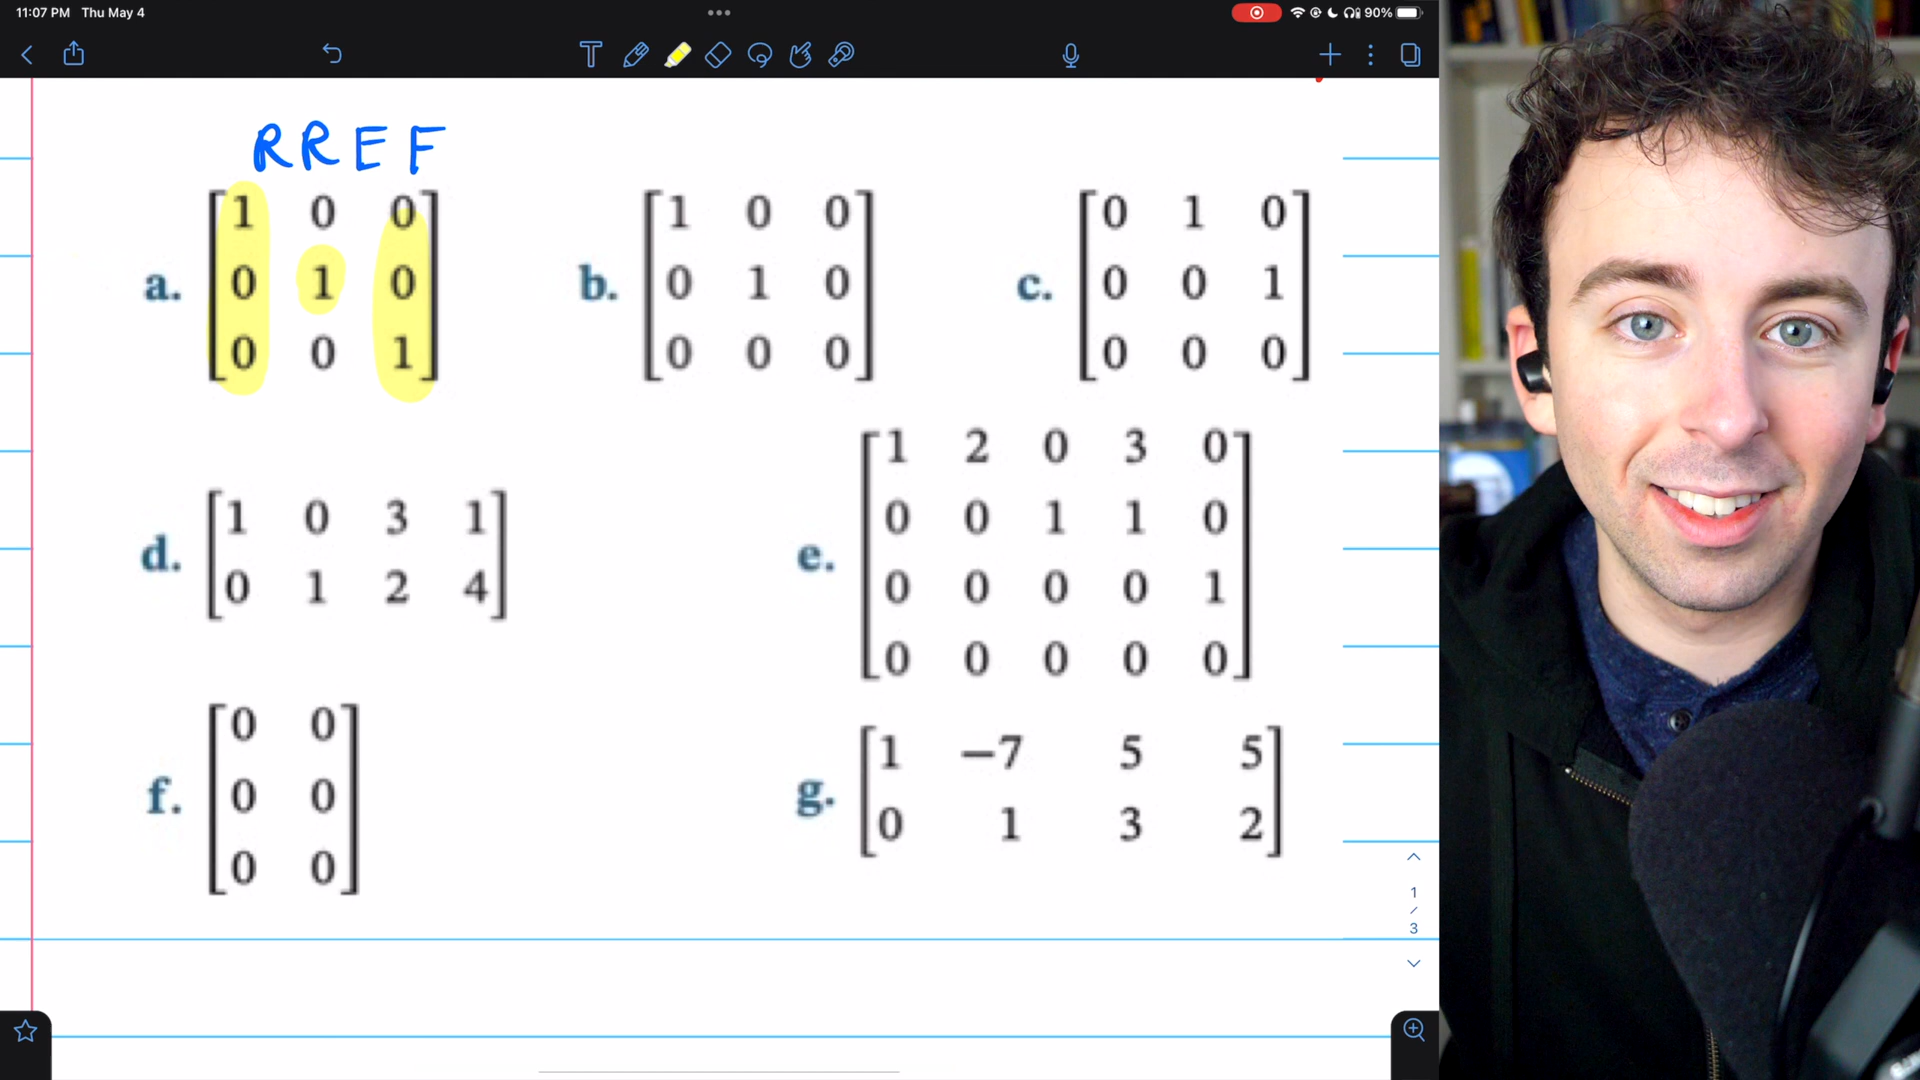 11:07 PM Thu May 4
90%
RREF
a. [1 0 0
0 1 0
0 0 1]
b. [1 0 0
0 1 0
0 0 0]
c. [0 1 0
0 0 1
0 0 0]
d. [1 0 3 1
0 1 2 4]
e. [1 2 0 3 0
0 0 1 1 0
0 0 0 0 1
0 0 0 0 0]
f. [0 0
0 0
0 0]
g. [1 −7 5 5
0 1 3 2]
1
/
3